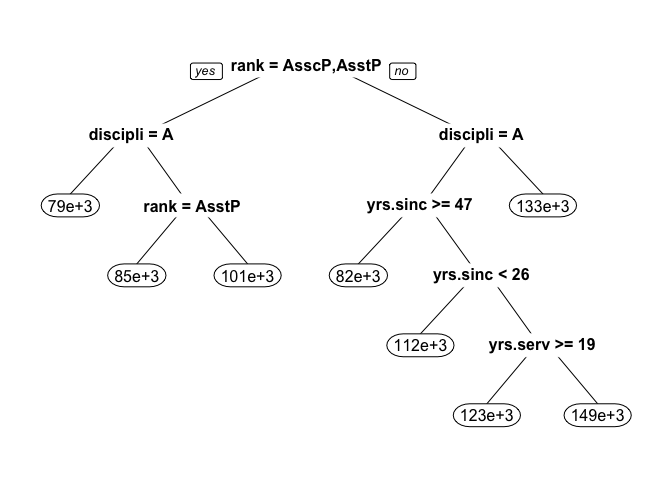 yes rank = AsscP,AsstP no
discipli = A discipli = A
79e+3 rank = AsstP yrs.sinc >= 47 133e+3
85e+3 101e+3 82e+3 yrs.sinc < 26
112e+3 yrs.serv >= 19
123e+3 149e+3